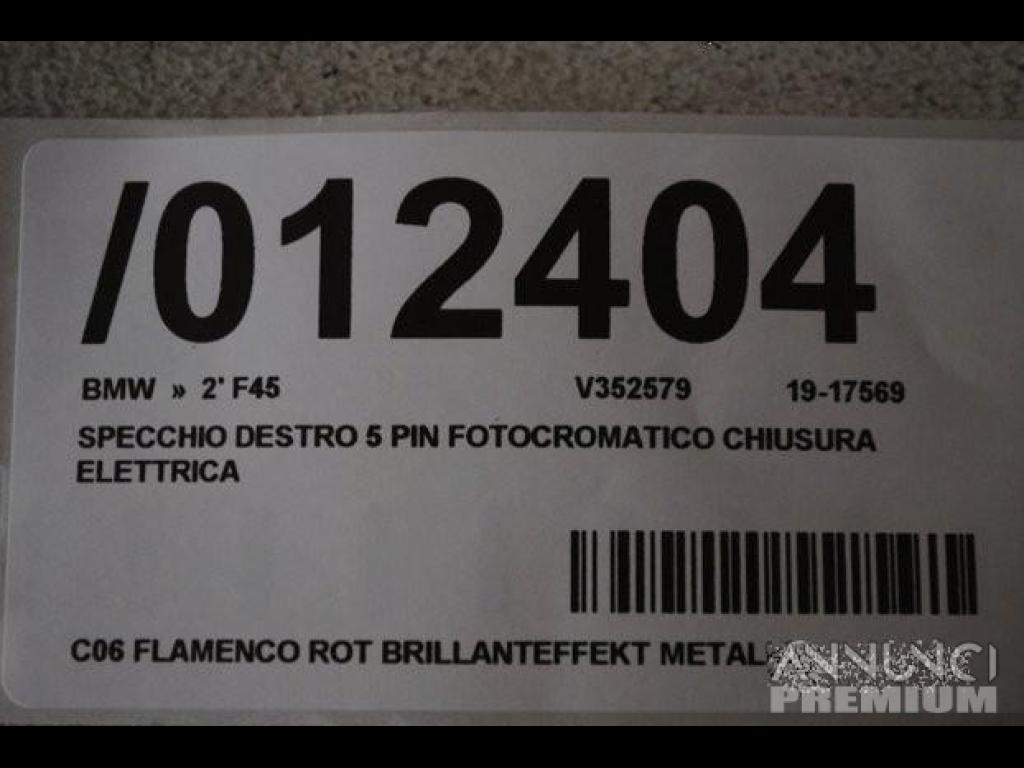 /012404
BMW » 2' F45 V352579 19-17569
SPECCHIO DESTRO 5 PIN FOTOCROMATICO CHIUSURA
ELETTRICA
C06 FLAMENCO ROT BRILLANTEFFEKT
ANNUNCI
PREMIUM